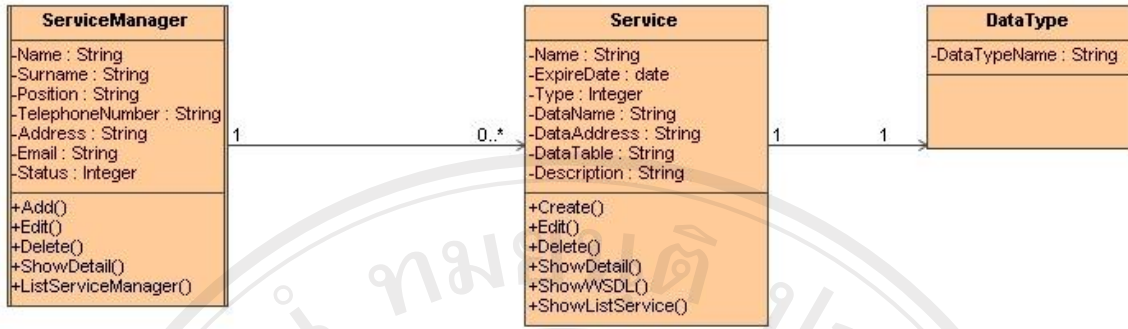 ServiceManager
-Name : String
-Surname : String
-Position : String
-TelephoneNumber : String
-Address : String
-Email : String
-Status : Integer
+Add()
+Edit()
+Delete()
+ShowDetail()
+ListServiceManager()
1
0..*
Service
-Name : String
-ExpireDate : date
-Type : Integer
-DataName : String
-DataAddress : String
-DataTable : String
-Description : String
+Create()
+Edit()
+Delete()
+ShowDetail()
+ShowWSDL()
+ShowListService()
1
1
DataType
-DataTypeName : String